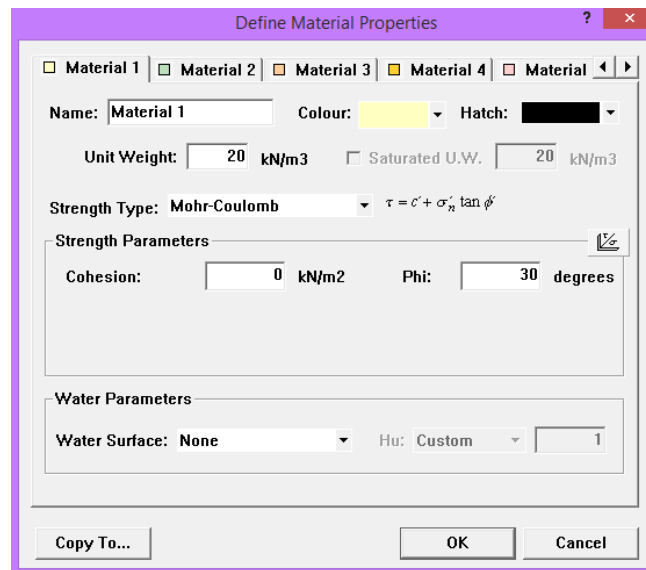 Define Material Properties ? ×
Material 1 Material 2 Material 3 Material 4 Material
Name: Material 1 Colour: Hatch:
Unit Weight: 20 kN/m3 Saturated U.W. 20 kN/m3
Strength Type: Mohr-Coulomb τ = c′ + σ′n tan ϕ′
Strength Parameters τ/σ
Cohesion: 0 kN/m2 Phi: 30 degrees
Water Parameters
Water Surface: None Hu: Custom 1
Copy To... OK Cancel